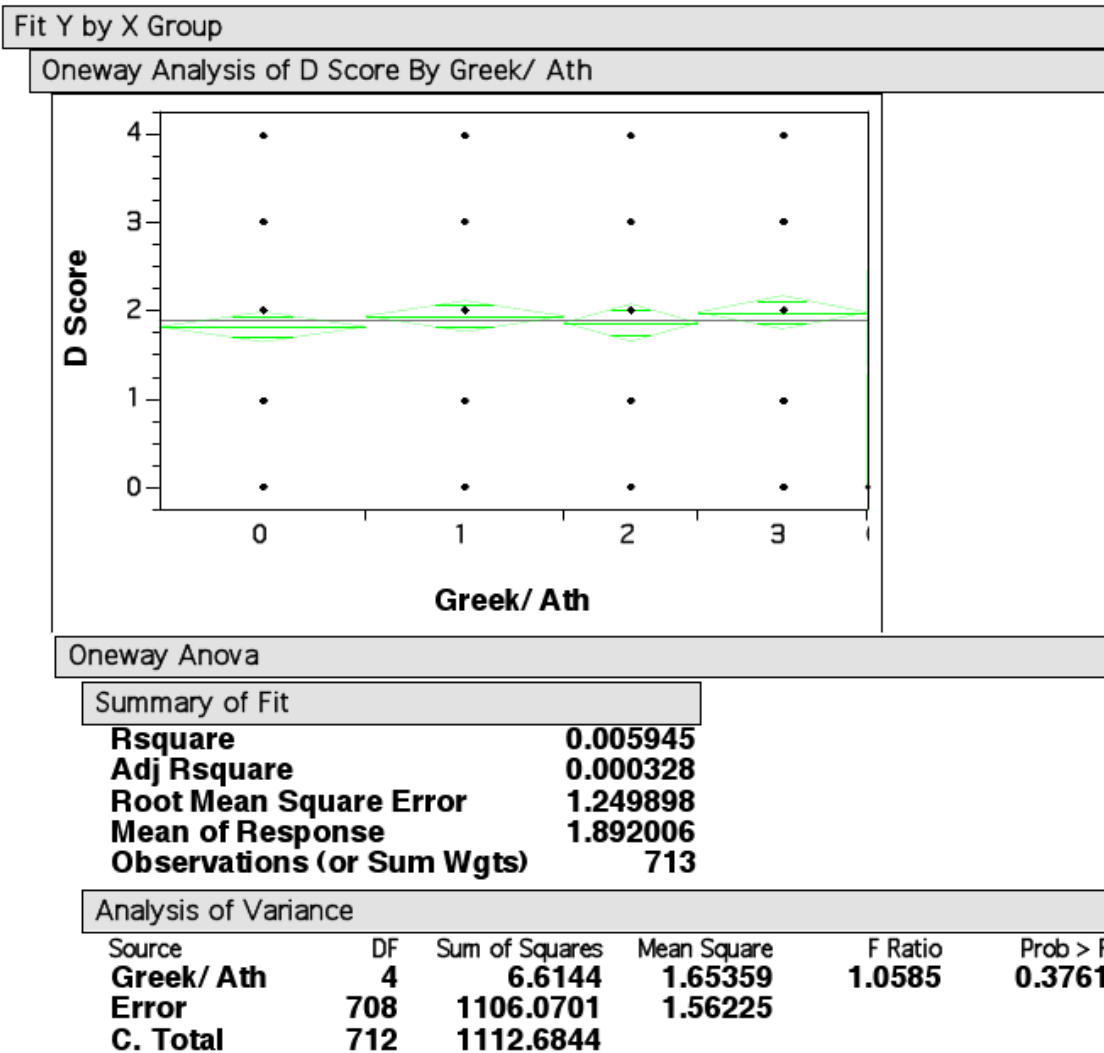 Fit Y by X Group
Oneway Analysis of D Score By Greek/ Ath
4
3
2
1
0
D Score
0 1 2 3
Greek/ Ath
Oneway Anova
Summary of Fit
Rsquare 0.005945
Adj Rsquare 0.000328
Root Mean Square Error 1.249898
Mean of Response 1.892006
Observations (or Sum Wgts) 713
Analysis of Variance
Source DF Sum of Squares Mean Square F Ratio Prob >
Greek/ Ath 4 6.6144 1.65359 1.0585 0.3761
Error 708 1106.0701 1.56225
C. Total 712 1112.6844